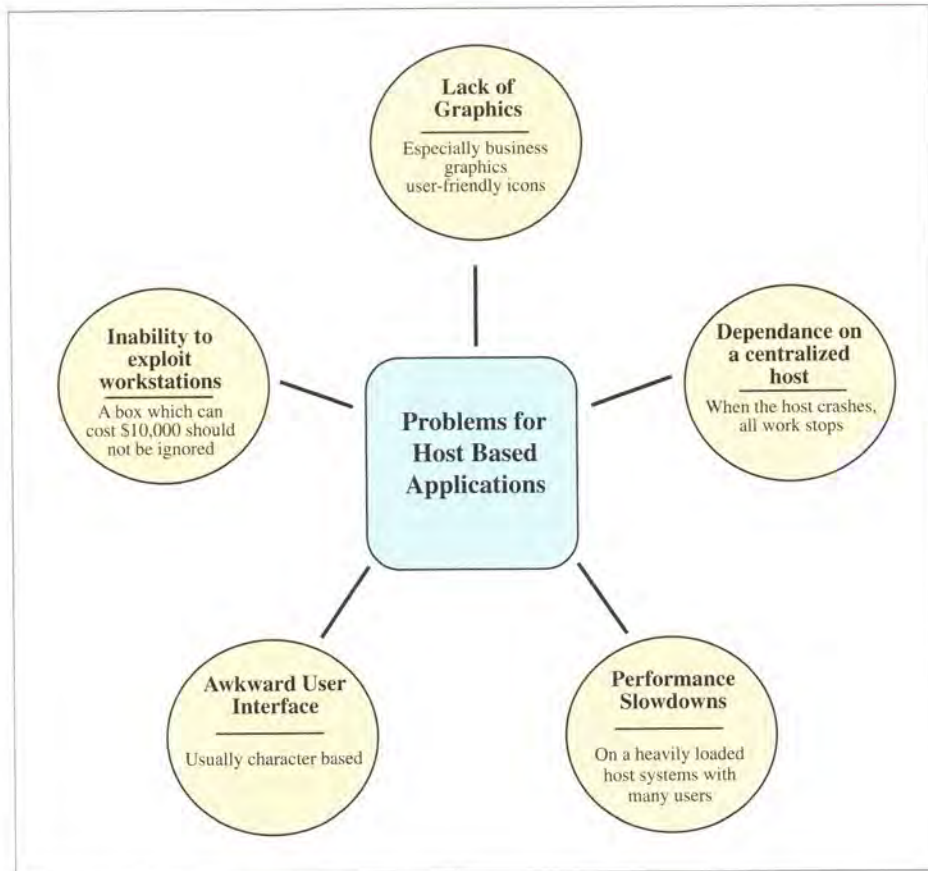 Lack of
Graphics
Especially business
graphics
user-friendly icons
Inability to
exploit
workstations
A box which can
cost $10,000 should
not be ignored
Problems for
Host Based
Applications
Dependance on
a centralized
host
When the host crashes,
all work stops
Awkward User
Interface
Usually character based
Performance
Slowdowns
On a heavily loaded
host systems with
many users